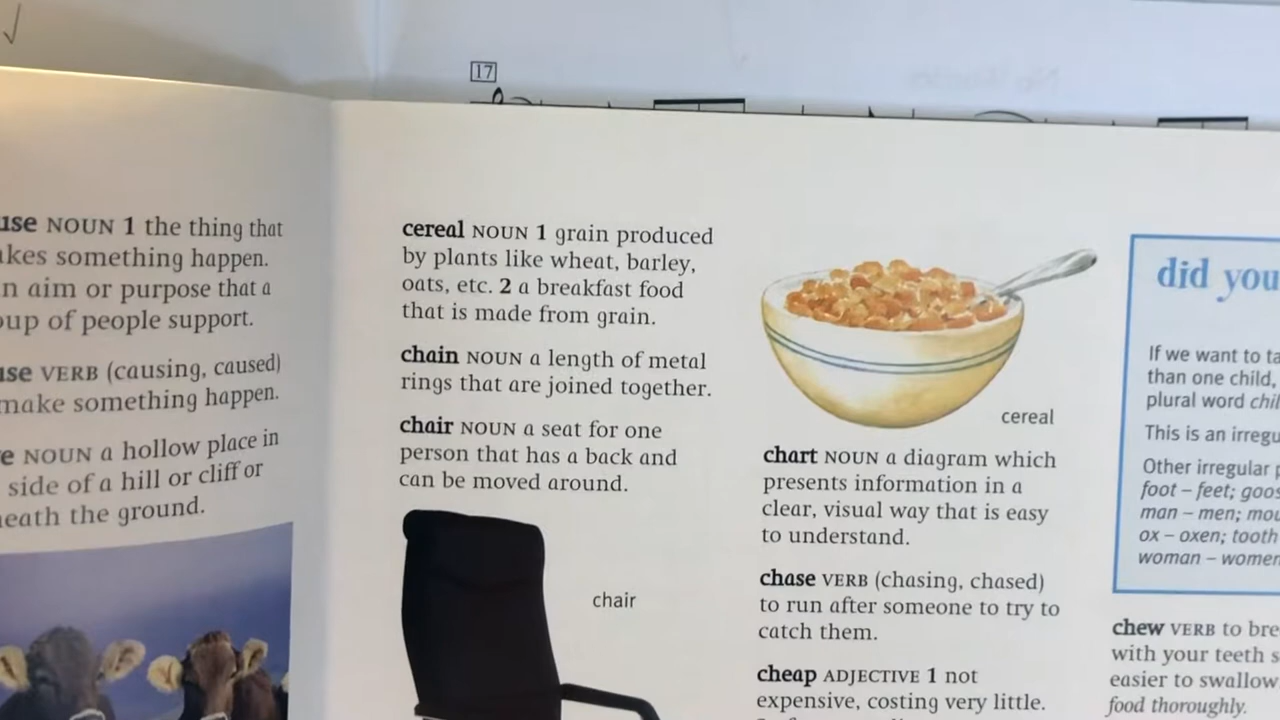 17
use NOUN 1 the thing that
akes something happen.
n aim or purpose that a
oup of people support.
use VERB (causing, caused)
make something happen.
e NOUN a hollow place in
side of a hill or cliff or
neath the ground.
cereal NOUN 1 grain produced
by plants like wheat, barley,
oats, etc. 2 a breakfast food
that is made from grain.
chain NOUN a length of metal
rings that are joined together.
chair NOUN a seat for one
person that has a back and
can be moved around.
chair
cereal
chart NOUN a diagram which
presents information in a
clear, visual way that is easy
to understand.
chase VERB (chasing, chased)
to run after someone to try to
catch them.
cheap ADJECTIVE 1 not
expensive, costing very little.
did you
If we want to ta
than one child,
plural word chil
This is an irregu
Other irregular p
foot – feet; goos
man – men; mou
ox – oxen; tooth
woman – women
chew VERB to bre
with your teeth s
easier to swallow
food thoroughly.